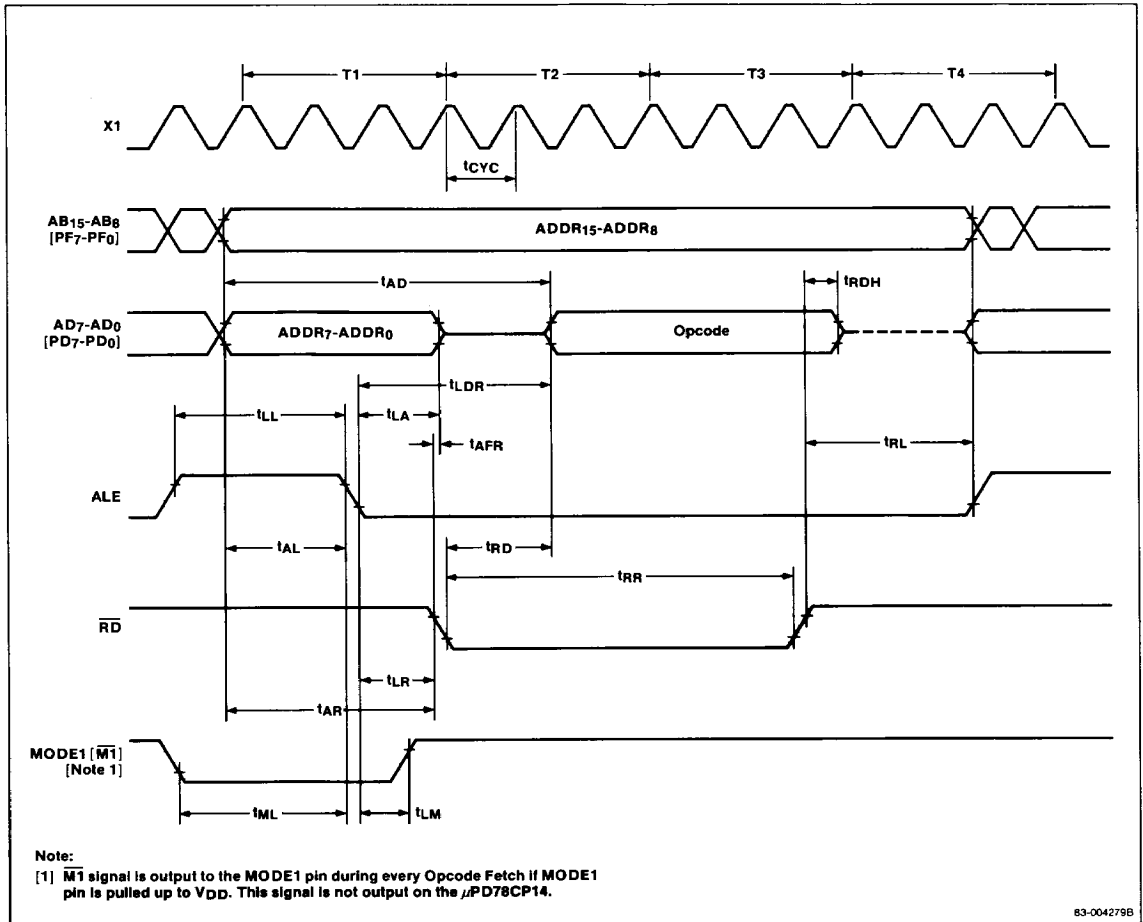 T1 T2 T3 T4
X1
tCYC
AB15-AB8
[PF7-PF0]
ADDR15-ADDR8
tAD
tRDH
AD7-AD0
[PD7-PD0]
ADDR7-ADDR0
Opcode
tLDR
tLL
tLA
tAFR
tRL
ALE
tAL
tRD
tRR
RD
tLR
tAR
MODE1 [M1]
[Note 1]
tML
tLM
Note:
[1] M1 signal is output to the MODE1 pin during every Opcode Fetch if MODE1
pin is pulled up to VDD. This signal is not output on the µPD78CP14.
83-004279B